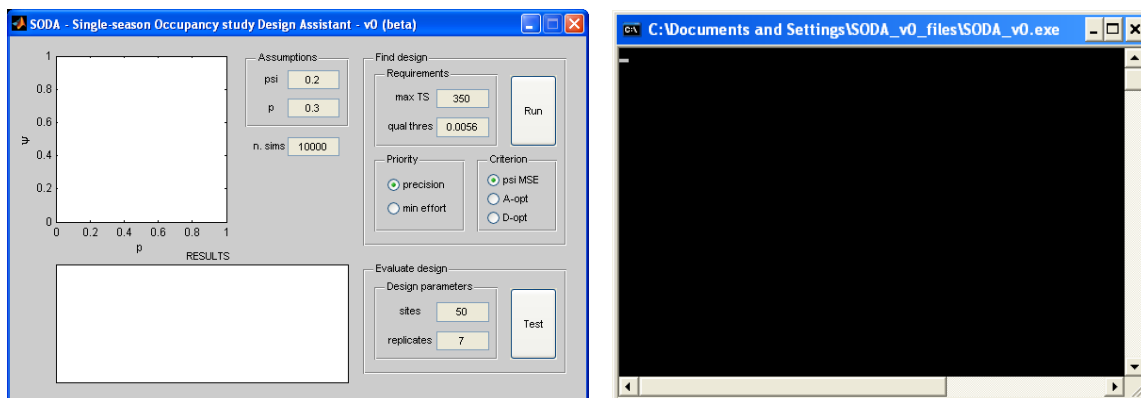 SODA - Single-season Occupancy study Design Assistant - v0 (beta)
Assumptions
psi 0.2
p 0.3
n. sims 10000
1
0.8
0.6
0.4
0.2
0
Ψ
0 0.2 0.4 0.6 0.8 1
p
RESULTS
Find design
Requirements
max TS 350
qual thres 0.0056
Run
Priority
precision
min effort
Criterion
psi MSE
A-opt
D-opt
Evaluate design
Design parameters
sites 50
replicates 7
Test
C:\Documents and Settings\SODA_v0_files\SODA_v0.exe